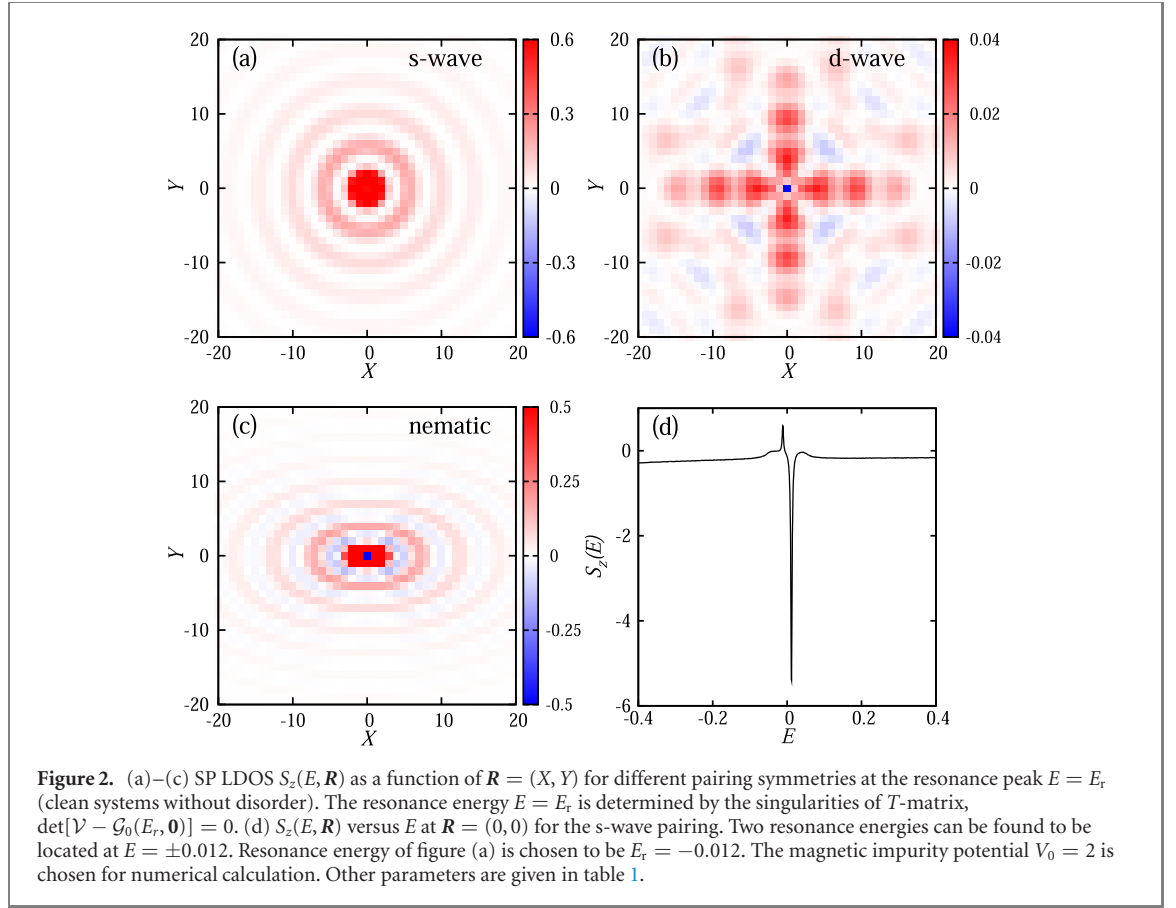 (a)
s-wave
20
10
0
-10
-20
Y
-20
-10
0
10
20
X
0.6
0.3
0
-0.3
-0.6
(b)
d-wave
20
10
0
-10
-20
Y
-20
-10
0
10
20
X
0.04
0.02
0
-0.02
-0.04
(c)
nematic
20
10
0
-10
-20
Y
-20
-10
0
10
20
X
0.5
0.25
0
-0.25
-0.5
(d)
0
-2
-4
-6
S_z(E)
-0.4
-0.2
0
0.2
0.4
E
Figure 2. (a)–(c) SP LDOS S_z(E, R) as a function of R = (X, Y) for different pairing symmetries at the resonance peak E = E_r
(clean systems without disorder). The resonance energy E = E_r is determined by the singularities of T-matrix,
det[𝒱 − 𝒢_0(E_r, 0)] = 0. (d) S_z(E, R) versus E at R = (0, 0) for the s-wave pairing. Two resonance energies can be found to be
located at E = ±0.012. Resonance energy of figure (a) is chosen to be E_r = −0.012. The magnetic impurity potential V_0 = 2 is
chosen for numerical calculation. Other parameters are given in table 1.